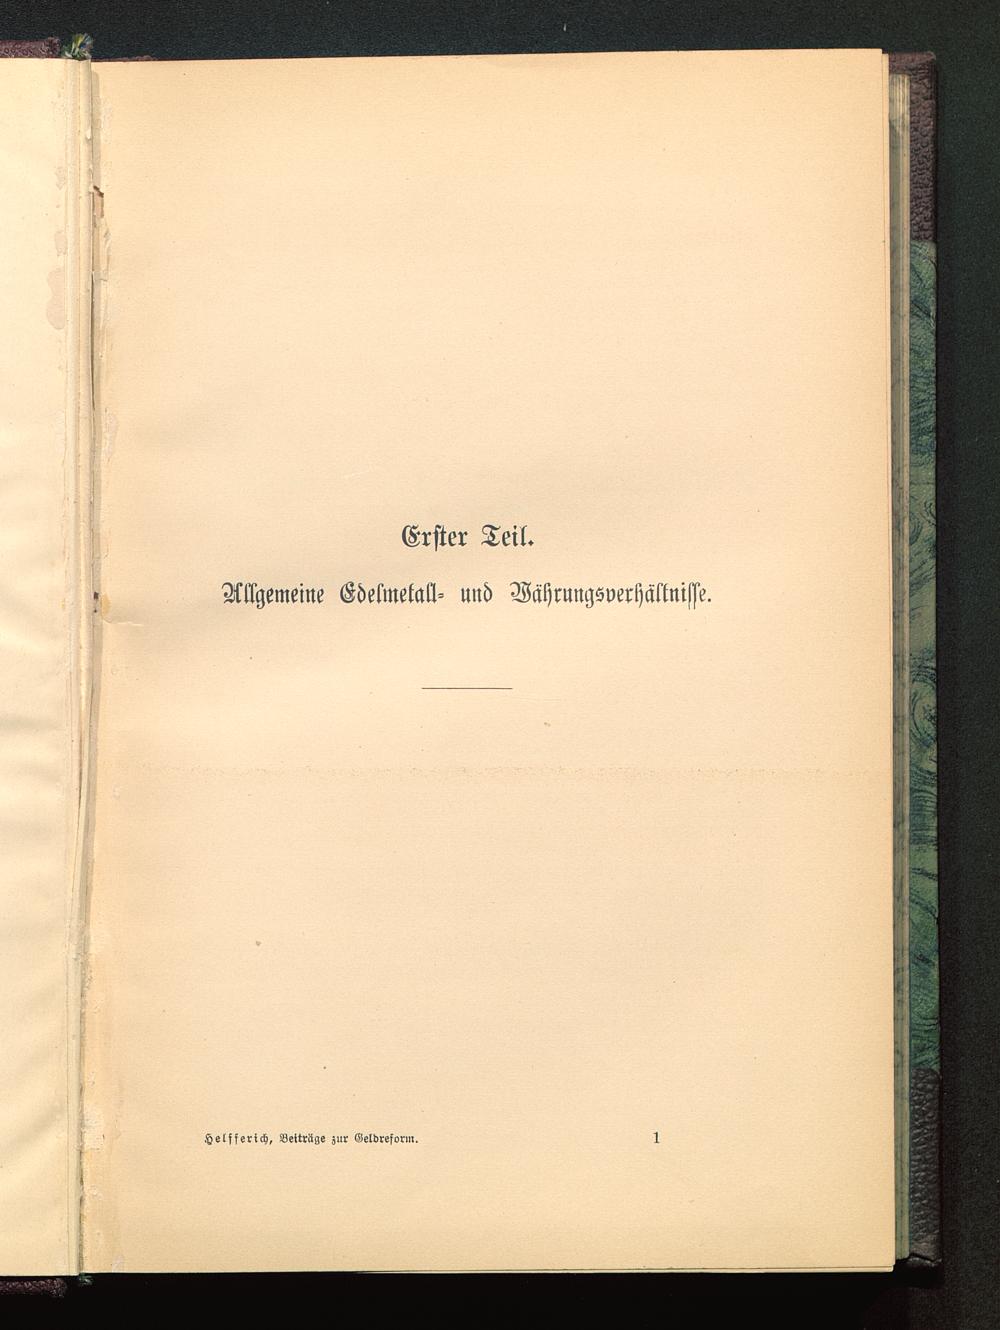 Erſter Teil.
Allgemeine Edelmetall- und Währungsverhältniſſe.
Helfferich, Beiträge zur Geldreform. 1